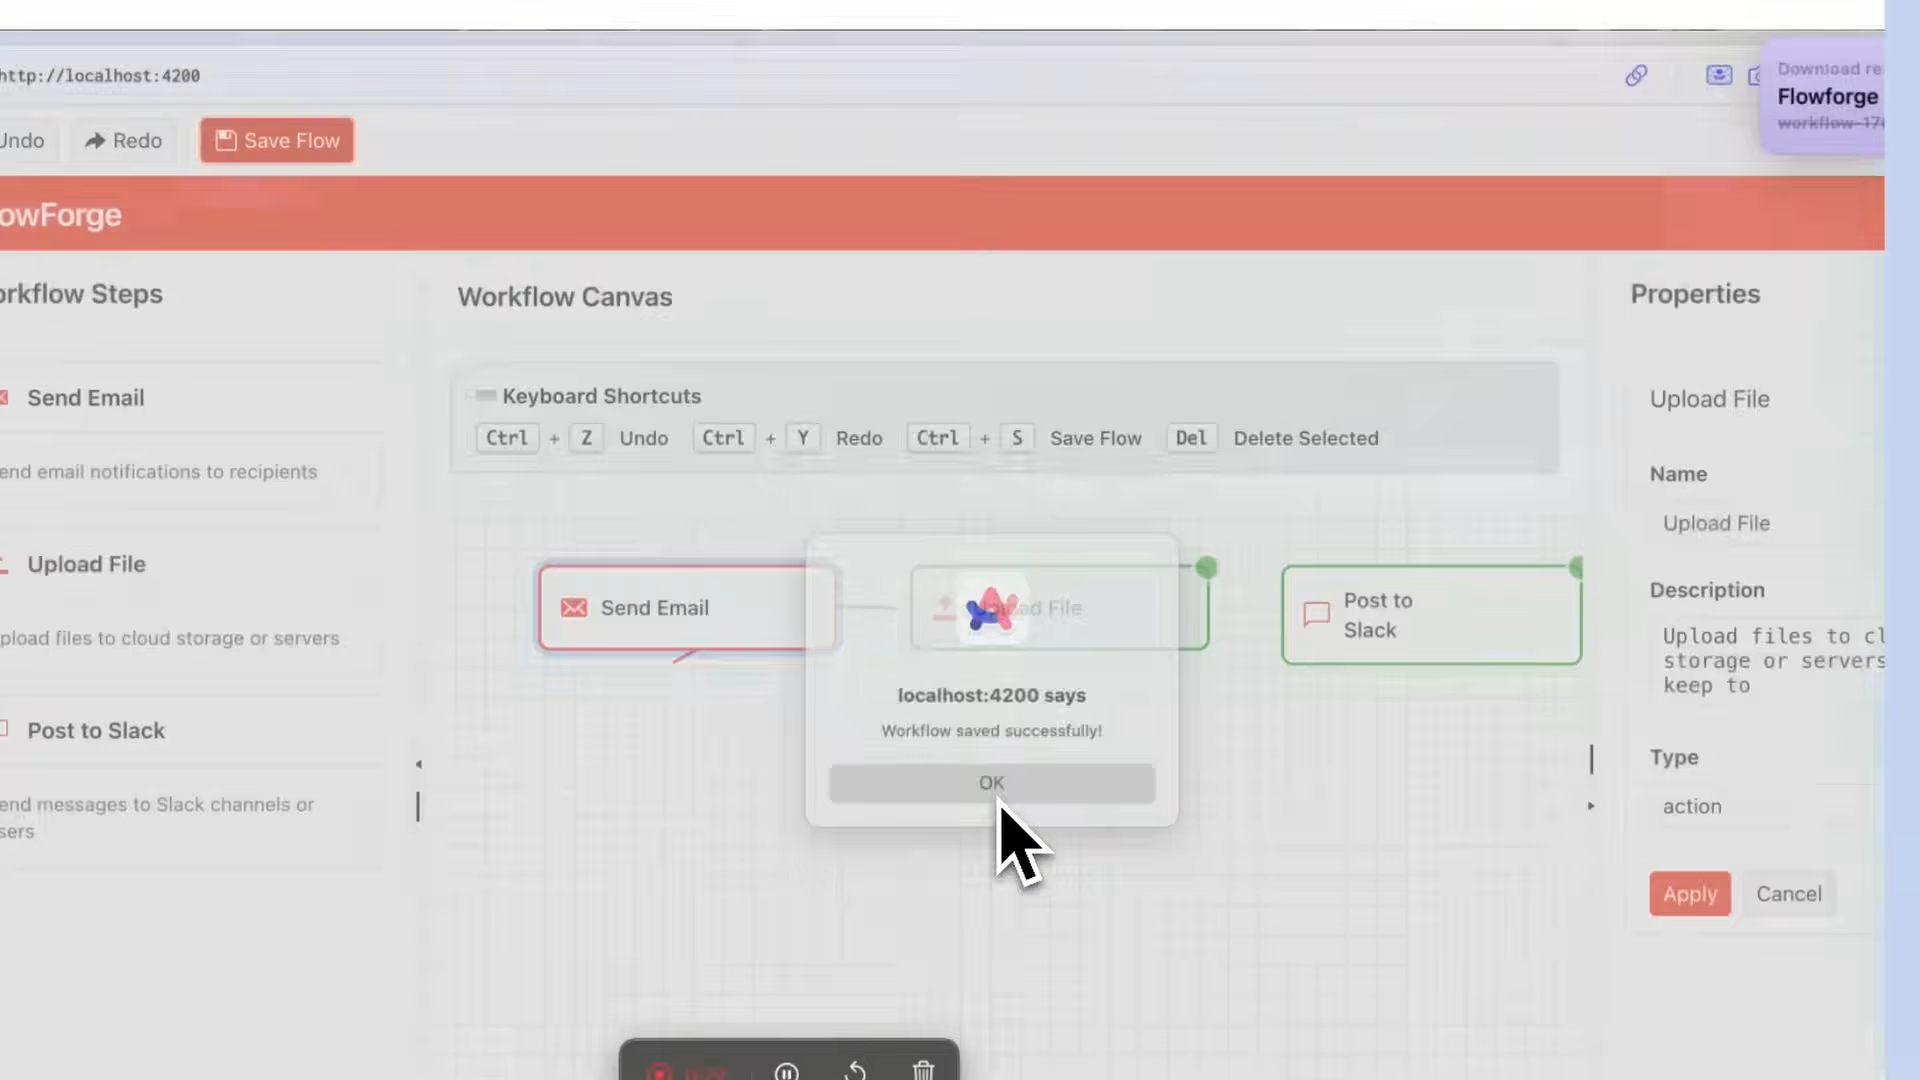 http://localhost:4200
Download re
Flowforge
workflow-17
Undo
Redo
Save Flow
owForge
orkflow Steps
Workflow Canvas
Properties
Send Email
end email notifications to recipients
Upload File
pload files to cloud storage or servers
Post to Slack
end messages to Slack channels or
sers
Keyboard Shortcuts
Ctrl + Z Undo Ctrl + Y Redo Ctrl + S Save Flow Del Delete Selected
Send Email
Upload File
Post to
Slack
localhost:4200 says
Workflow saved successfully!
OK
Upload File
Name
Upload File
Description
Upload files to cl
storage or servers
keep to
Type
action
Apply
Cancel